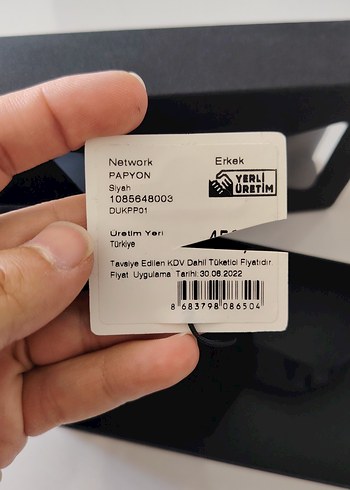 Network Erkek
PAPYON
Siyah
1085648003
DUKPP01
YERLİ
ÜRETİM
Üretim Yeri
Türkiye
Tavsiye Edilen KDV Dahil Tüketici Fiyatıdır
Fiyat Uygulama Tarihi: 30.06.2022
8 683798 086504